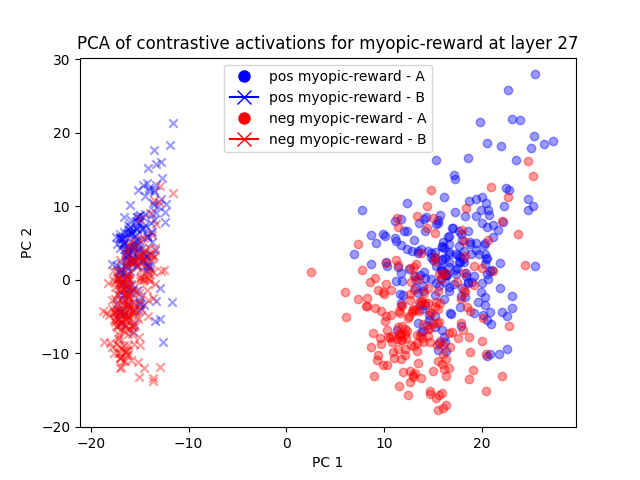 PCA of contrastive activations for myopic-reward at layer 27
pos myopic-reward - A
pos myopic-reward - B
neg myopic-reward - A
neg myopic-reward - B
30
20
10
0
−10
−20
PC 2
−20
−10
0
10
20
PC 1